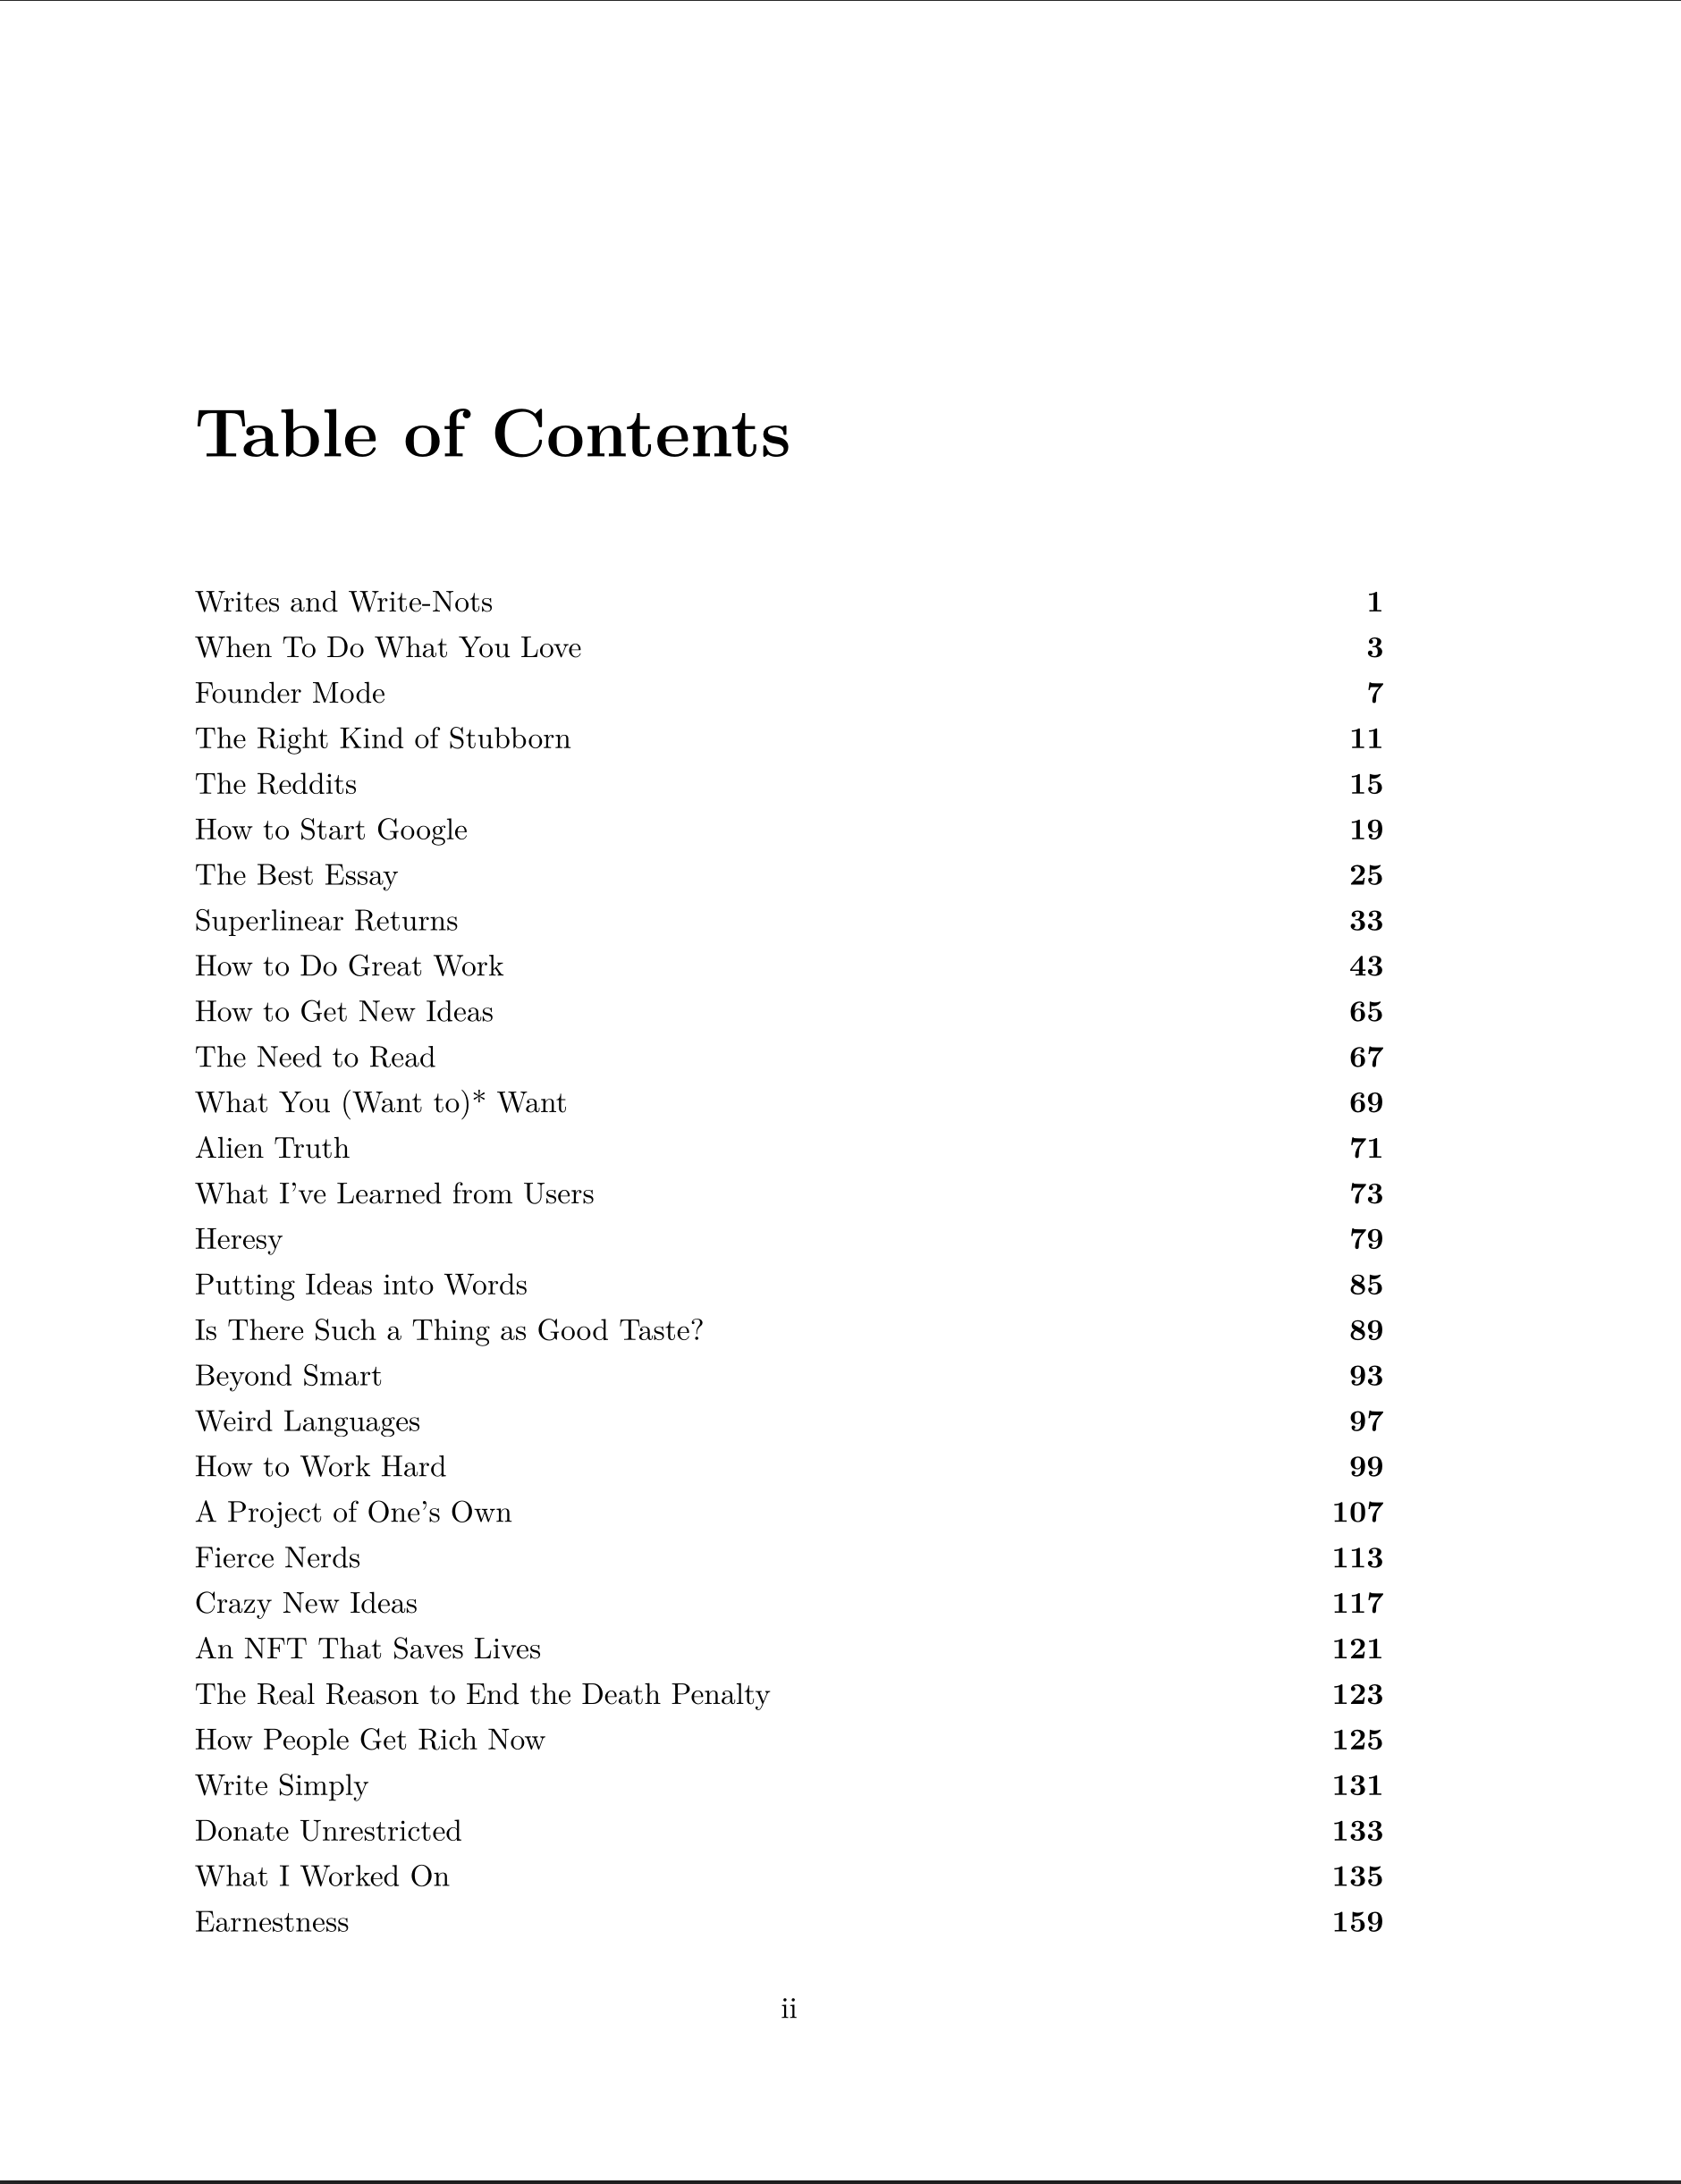 Table of Contents
Writes and Write-Nots 1
When To Do What You Love 3
Founder Mode 7
The Right Kind of Stubborn 11
The Reddits 15
How to Start Google 19
The Best Essay 25
Superlinear Returns 33
How to Do Great Work 43
How to Get New Ideas 65
The Need to Read 67
What You (Want to)* Want 69
Alien Truth 71
What I've Learned from Users 73
Heresy 79
Putting Ideas into Words 85
Is There Such a Thing as Good Taste? 89
Beyond Smart 93
Weird Languages 97
How to Work Hard 99
A Project of One's Own 107
Fierce Nerds 113
Crazy New Ideas 117
An NFT That Saves Lives 121
The Real Reason to End the Death Penalty 123
How People Get Rich Now 125
Write Simply 131
Donate Unrestricted 133
What I Worked On 135
Earnestness 159
ii